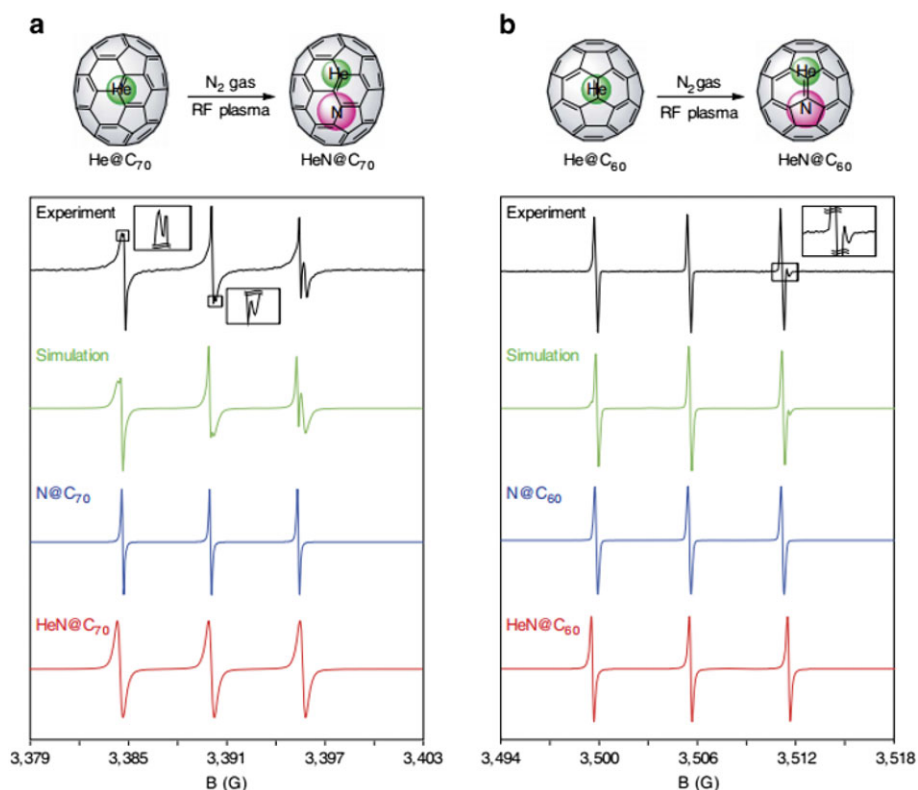 a
He
He
N
N₂ gas
RF plasma
He@C₇₀
HeN@C₇₀
Experiment
Simulation
N@C₇₀
HeN@C₇₀
3,379
3,385
3,391
3,397
3,403
B (G)
b
He
He
N
N₂gas
RF plasma
He@C₆₀
HeN@C₆₀
Experiment
Simulation
N@C₆₀
HeN@C₆₀
3,494
3,500
3,506
3,512
3,518
B (G)